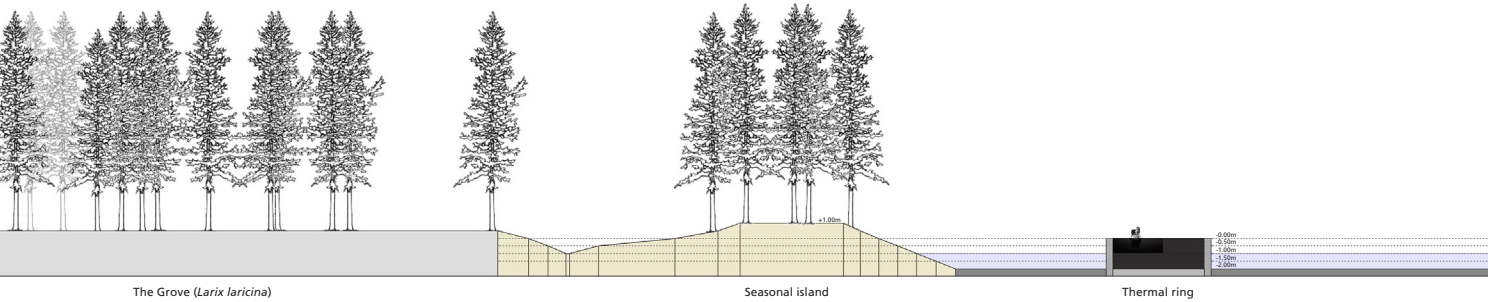 +1.00m
-0.00m
-0.50m
-1.00m
-1.50m
-2.00m
The Grove (Larix laricina)
Seasonal island
Thermal ring